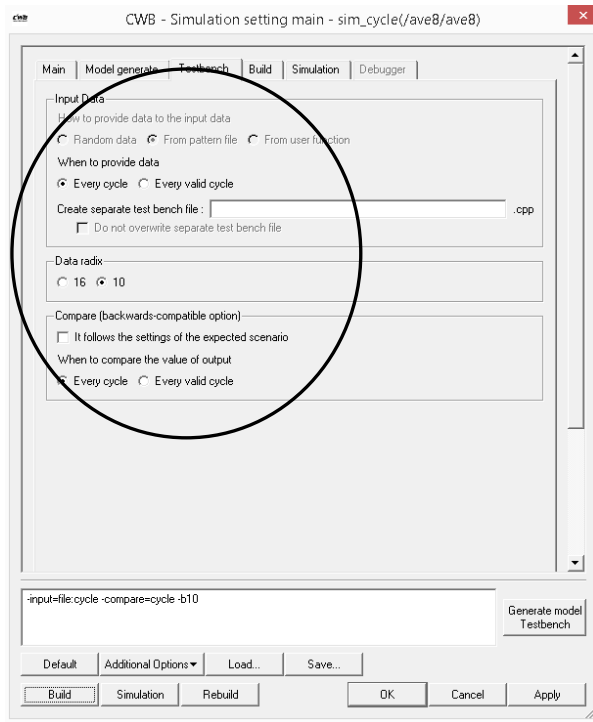 CWB
CWB - Simulation setting main - sim_cycle(/ave8/ave8)
Main Model generate Testbench Build Simulation Debugger
Input Data
How to provide data to the input data
Random data From pattern file From user function
When to provide data
Every cycle Every valid cycle
Create separate test bench file : .cpp
Do not overwrite separate test bench file
Data radix
16 10
Compare (backwards-compatible option)
It follows the settings of the expected scenario
When to compare the value of output
Every cycle Every valid cycle
-input=file:cycle -compare=cycle -b10
Generate model
Testbench
Default Additional Options Load... Save...
Build Simulation Rebuild OK Cancel Apply